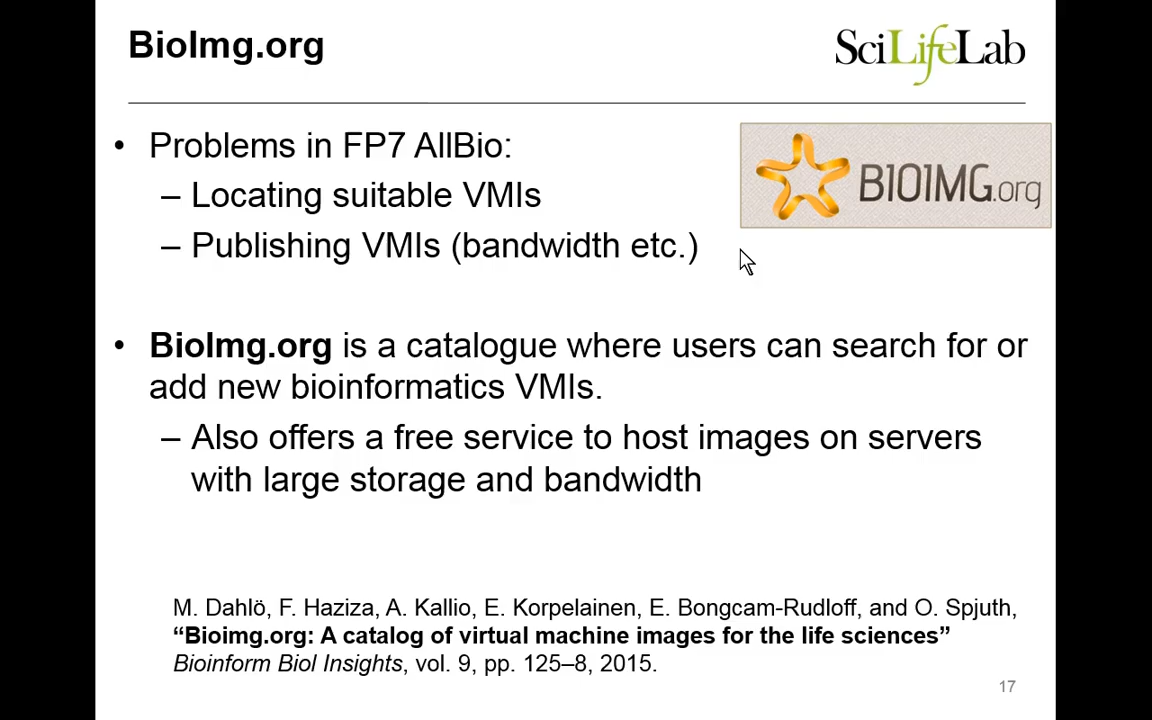 BioImg.org
SciLifeLab
• Problems in FP7 AllBio:
– Locating suitable VMIs
– Publishing VMIs (bandwidth etc.)
BIOIMG.org
• BioImg.org is a catalogue where users can search for or
add new bioinformatics VMIs.
– Also offers a free service to host images on servers
with large storage and bandwidth
M. Dahlö, F. Haziza, A. Kallio, E. Korpelainen, E. Bongcam-Rudloff, and O. Spjuth,
“Bioimg.org: A catalog of virtual machine images for the life sciences”
Bioinform Biol Insights, vol. 9, pp. 125–8, 2015.
17